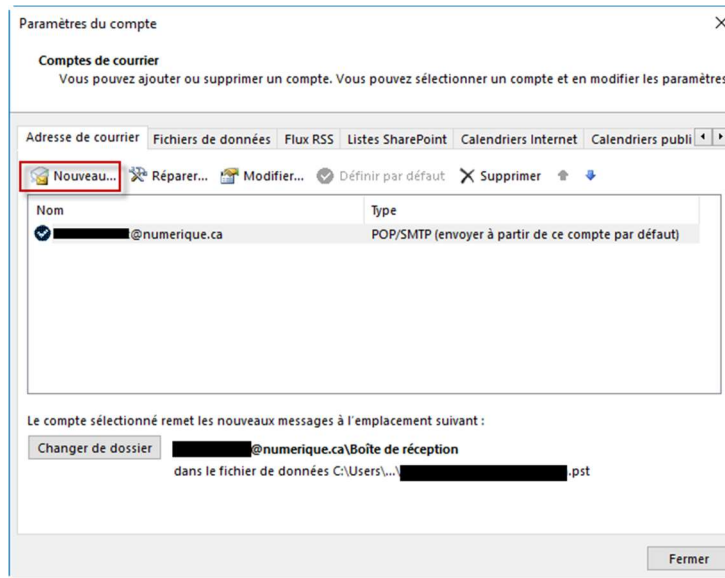 Paramètres du compte
Comptes de courrier
Vous pouvez ajouter ou supprimer un compte. Vous pouvez sélectionner un compte et en modifier les paramètres
Adresse de courrier Fichiers de données Flux RSS Listes SharePoint Calendriers Internet Calendriers publi
Nouveau... Réparer... Modifier... Définir par défaut Supprimer
Nom Type
@numerique.ca POP/SMTP (envoyer à partir de ce compte par défaut)
Le compte sélectionné remet les nouveaux messages à l'emplacement suivant :
Changer de dossier @numerique.ca\Boîte de réception
dans le fichier de données C:\Users\...\ .pst
Fermer